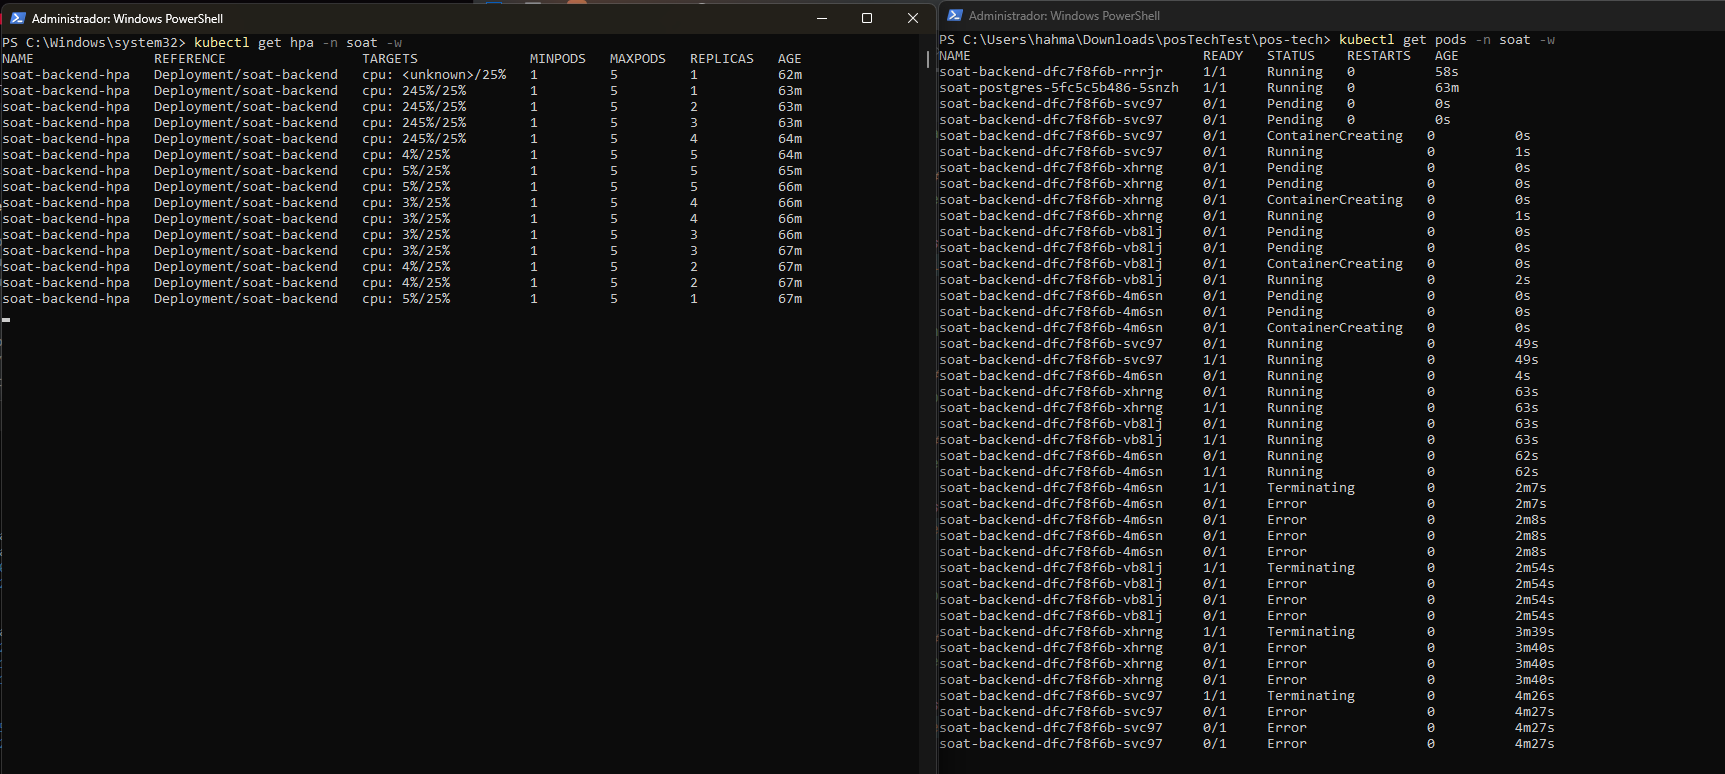 Administrador: Windows PowerShell
PS C:\Windows\system32> kubectl get hpa -n soat -w
NAME REFERENCE TARGETS MINPODS MAXPODS REPLICAS AGE
soat-backend-hpa Deployment/soat-backend cpu: <unknown>/25% 1 5 1 62m
soat-backend-hpa Deployment/soat-backend cpu: 245%/25% 1 5 1 63m
soat-backend-hpa Deployment/soat-backend cpu: 245%/25% 1 5 2 63m
soat-backend-hpa Deployment/soat-backend cpu: 245%/25% 1 5 3 63m
soat-backend-hpa Deployment/soat-backend cpu: 245%/25% 1 5 4 64m
soat-backend-hpa Deployment/soat-backend cpu: 4%/25% 1 5 5 64m
soat-backend-hpa Deployment/soat-backend cpu: 5%/25% 1 5 5 65m
soat-backend-hpa Deployment/soat-backend cpu: 5%/25% 1 5 5 66m
soat-backend-hpa Deployment/soat-backend cpu: 3%/25% 1 5 4 66m
soat-backend-hpa Deployment/soat-backend cpu: 3%/25% 1 5 4 66m
soat-backend-hpa Deployment/soat-backend cpu: 3%/25% 1 5 3 66m
soat-backend-hpa Deployment/soat-backend cpu: 3%/25% 1 5 3 67m
soat-backend-hpa Deployment/soat-backend cpu: 4%/25% 1 5 2 67m
soat-backend-hpa Deployment/soat-backend cpu: 4%/25% 1 5 2 67m
soat-backend-hpa Deployment/soat-backend cpu: 5%/25% 1 5 1 67m
Administrador: Windows PowerShell
PS C:\Users\hahma\Downloads\posTechTest\pos-tech> kubectl get pods -n soat -w
NAME READY STATUS RESTARTS AGE
soat-backend-dfc7f8f6b-rrrjr 1/1 Running 0 58s
soat-postgres-5fc5c5b486-5snzh 1/1 Running 0 63m
soat-backend-dfc7f8f6b-svc97 0/1 Pending 0 0s
soat-backend-dfc7f8f6b-svc97 0/1 Pending 0 0s
soat-backend-dfc7f8f6b-svc97 0/1 ContainerCreating 0 0s
soat-backend-dfc7f8f6b-svc97 0/1 Running 0 1s
soat-backend-dfc7f8f6b-xhrng 0/1 Pending 0 0s
soat-backend-dfc7f8f6b-xhrng 0/1 Pending 0 0s
soat-backend-dfc7f8f6b-xhrng 0/1 ContainerCreating 0 0s
soat-backend-dfc7f8f6b-xhrng 0/1 Running 0 1s
soat-backend-dfc7f8f6b-vb8lj 0/1 Pending 0 0s
soat-backend-dfc7f8f6b-vb8lj 0/1 Pending 0 0s
soat-backend-dfc7f8f6b-vb8lj 0/1 ContainerCreating 0 0s
soat-backend-dfc7f8f6b-vb8lj 0/1 Running 0 2s
soat-backend-dfc7f8f6b-4m6sn 0/1 Pending 0 0s
soat-backend-dfc7f8f6b-4m6sn 0/1 Pending 0 0s
soat-backend-dfc7f8f6b-4m6sn 0/1 ContainerCreating 0 0s
soat-backend-dfc7f8f6b-svc97 0/1 Running 0 49s
soat-backend-dfc7f8f6b-svc97 1/1 Running 0 49s
soat-backend-dfc7f8f6b-4m6sn 0/1 Running 0 4s
soat-backend-dfc7f8f6b-xhrng 0/1 Running 0 63s
soat-backend-dfc7f8f6b-xhrng 1/1 Running 0 63s
soat-backend-dfc7f8f6b-vb8lj 0/1 Running 0 63s
soat-backend-dfc7f8f6b-vb8lj 1/1 Running 0 63s
soat-backend-dfc7f8f6b-4m6sn 0/1 Running 0 62s
soat-backend-dfc7f8f6b-4m6sn 1/1 Running 0 62s
soat-backend-dfc7f8f6b-4m6sn 1/1 Terminating 0 2m7s
soat-backend-dfc7f8f6b-4m6sn 0/1 Error 0 2m7s
soat-backend-dfc7f8f6b-4m6sn 0/1 Error 0 2m8s
soat-backend-dfc7f8f6b-4m6sn 0/1 Error 0 2m8s
soat-backend-dfc7f8f6b-4m6sn 0/1 Error 0 2m8s
soat-backend-dfc7f8f6b-vb8lj 1/1 Terminating 0 2m54s
soat-backend-dfc7f8f6b-vb8lj 0/1 Error 0 2m54s
soat-backend-dfc7f8f6b-vb8lj 0/1 Error 0 2m54s
soat-backend-dfc7f8f6b-vb8lj 0/1 Error 0 2m54s
soat-backend-dfc7f8f6b-xhrng 1/1 Terminating 0 3m39s
soat-backend-dfc7f8f6b-xhrng 0/1 Error 0 3m40s
soat-backend-dfc7f8f6b-xhrng 0/1 Error 0 3m40s
soat-backend-dfc7f8f6b-xhrng 0/1 Error 0 3m40s
soat-backend-dfc7f8f6b-svc97 1/1 Terminating 0 4m26s
soat-backend-dfc7f8f6b-svc97 0/1 Error 0 4m27s
soat-backend-dfc7f8f6b-svc97 0/1 Error 0 4m27s
soat-backend-dfc7f8f6b-svc97 0/1 Error 0 4m27s